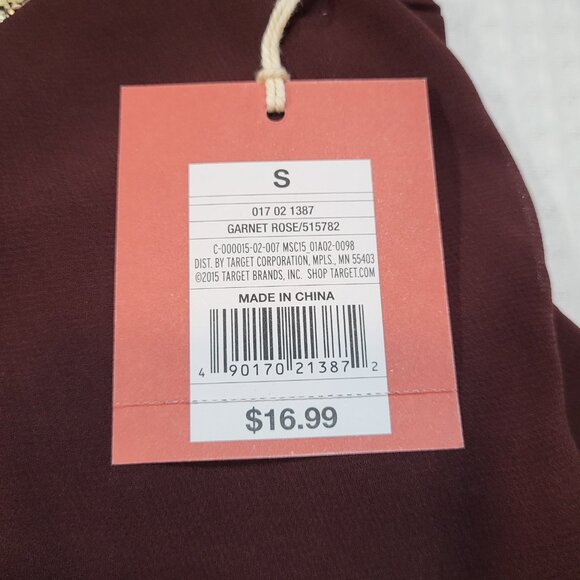 S
017 02 1387
GARNET ROSE/515782
C-000015-02-007 MSC15_01A02-0098
DIST. BY TARGET CORPORATION, MPLS., MN 55403
©2015 TARGET BRANDS, INC. SHOP TARGET.COM
MADE IN CHINA
4 90170 21387 2
$16.99